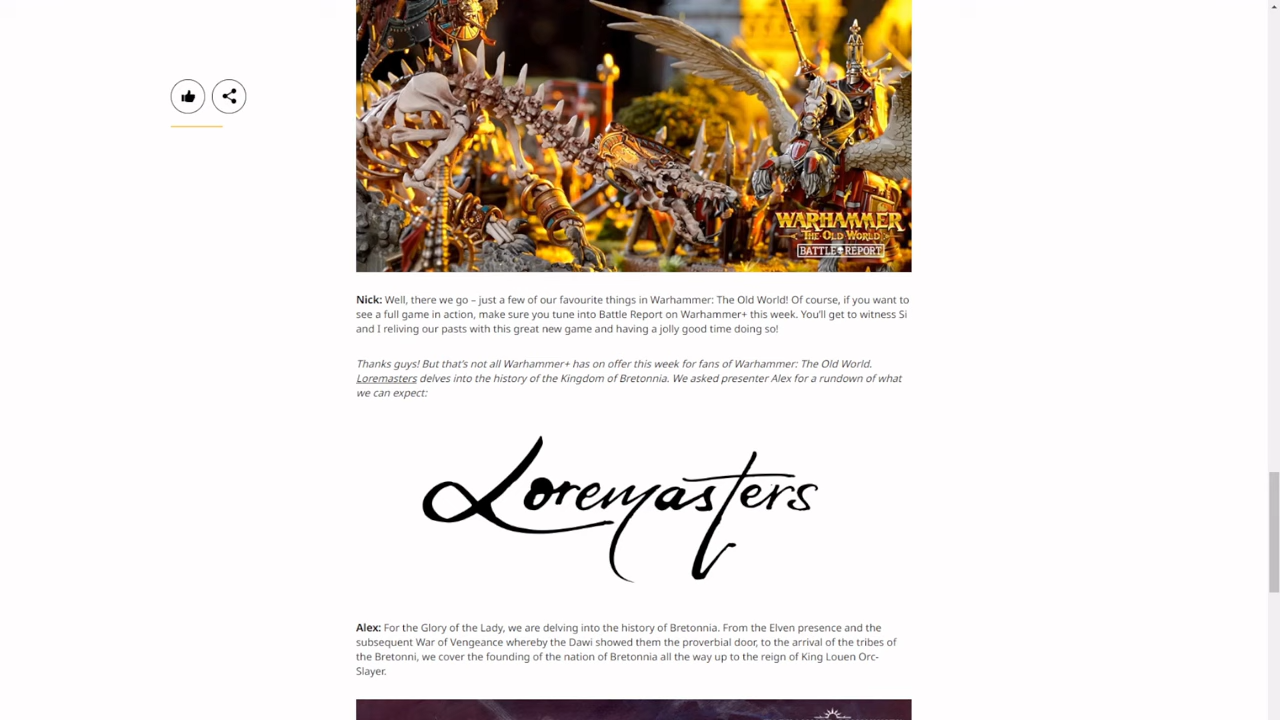 WARHAMMER
THE OLD WORLD
BATTLE REPORT
Nick: Well, there we go – just a few of our favourite things in Warhammer: The Old World! Of course, if you want to
see a full game in action, make sure you tune into Battle Report on Warhammer+ this week. You’ll get to witness Si
and I reliving our pasts with this great new game and having a jolly good time doing so!
Thanks guys! But that’s not all Warhammer+ has on offer this week for fans of Warhammer: The Old World.
Loremasters delves into the history of the Kingdom of Bretonnia. We asked presenter Alex for a rundown of what
we can expect:
Loremasters
Alex: For the Glory of the Lady, we are delving into the history of Bretonnia. From the Elven presence and the
subsequent War of Vengeance whereby the Dawi showed them the proverbial door, to the arrival of the tribes of
the Bretonni, we cover the founding of the nation of Bretonnia all the way up to the reign of King Louen Orc-
Slayer.